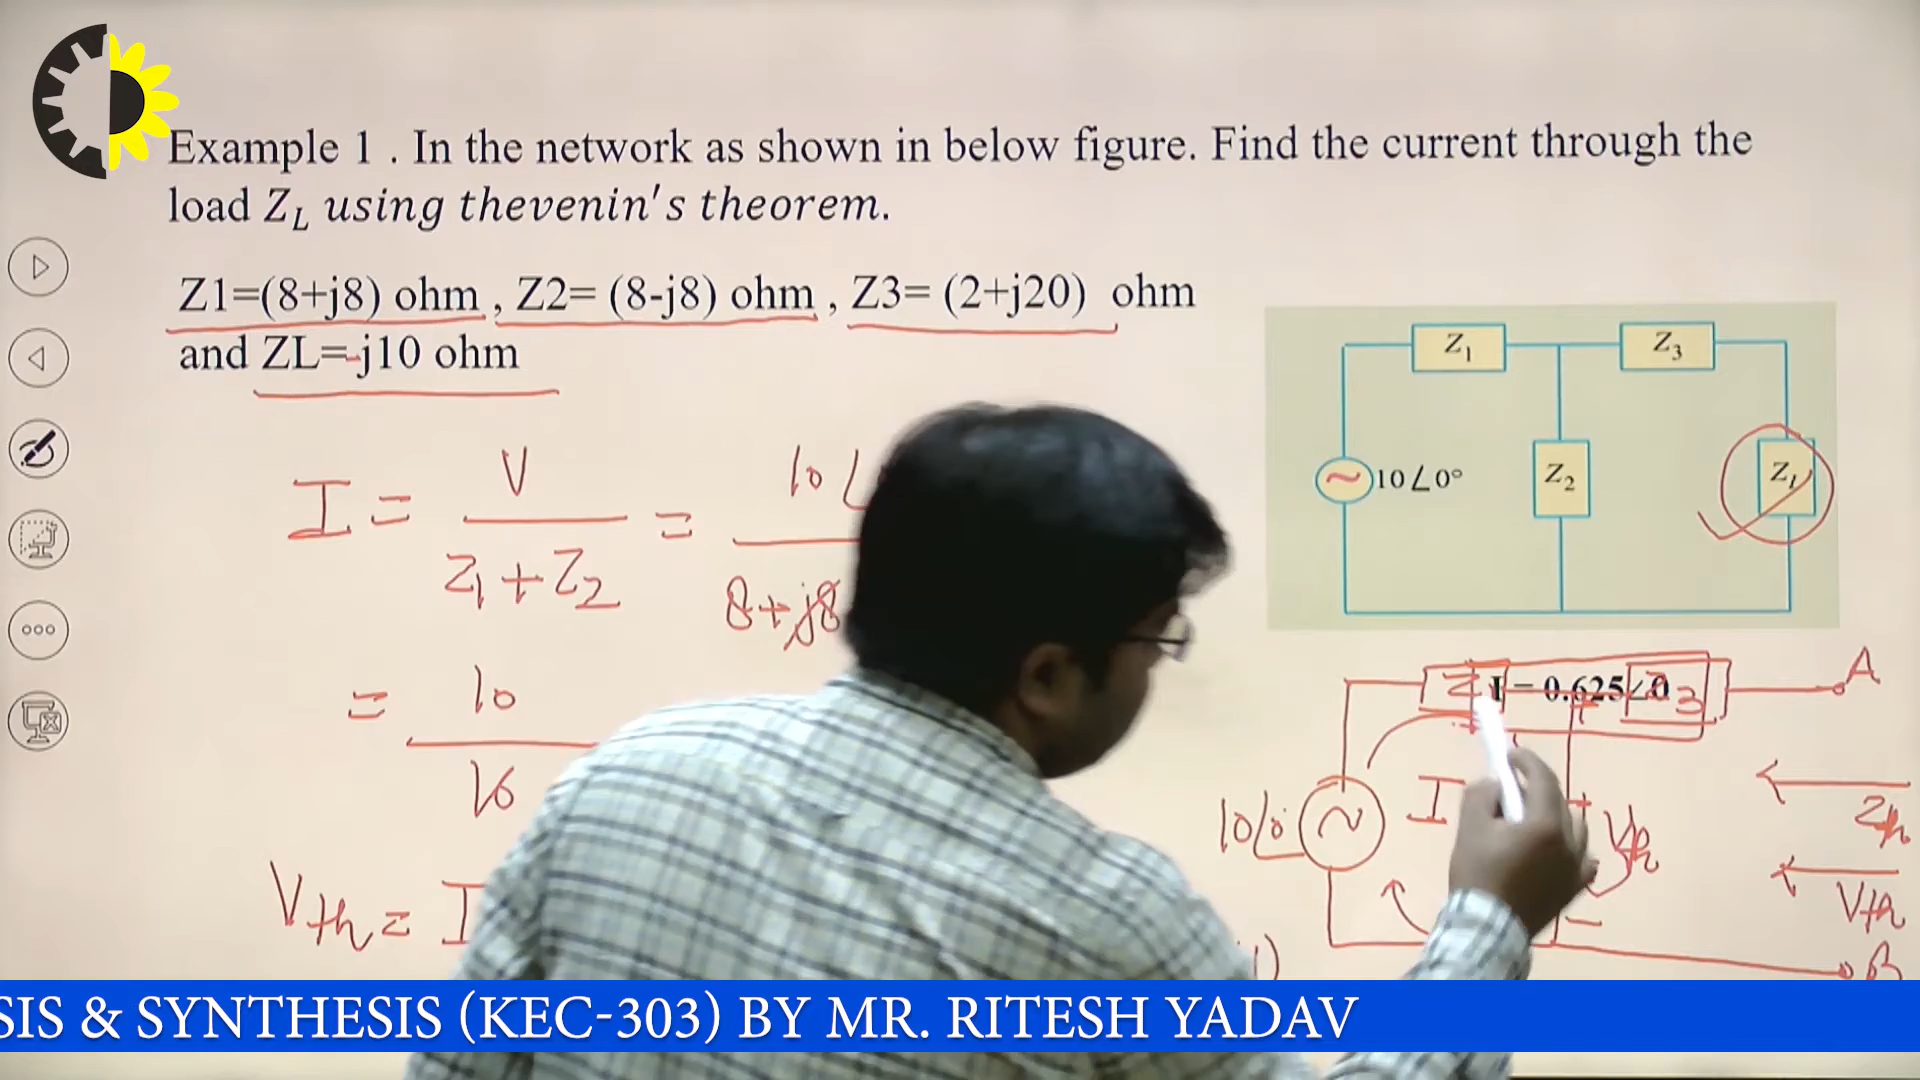 Example 1 . In the network as shown in below figure. Find the current through the
load Z_L using thevenin's theorem.
Z1=(8+j8) ohm , Z2= (8-j8) ohm , Z3= (2+j20) ohm
and ZL=-j10 ohm
Z1
Z3
10∠0°
Z2
I = V / Z1+Z2 = 10∠ / 8+j8
= 10 / 16
Vth = I
Z1
I = 0.625∠0
Z3
A
10∠0
I
Vth
Zth
Vth
B
SIS & SYNTHESIS (KEC-303) BY MR. RITESH YADAV